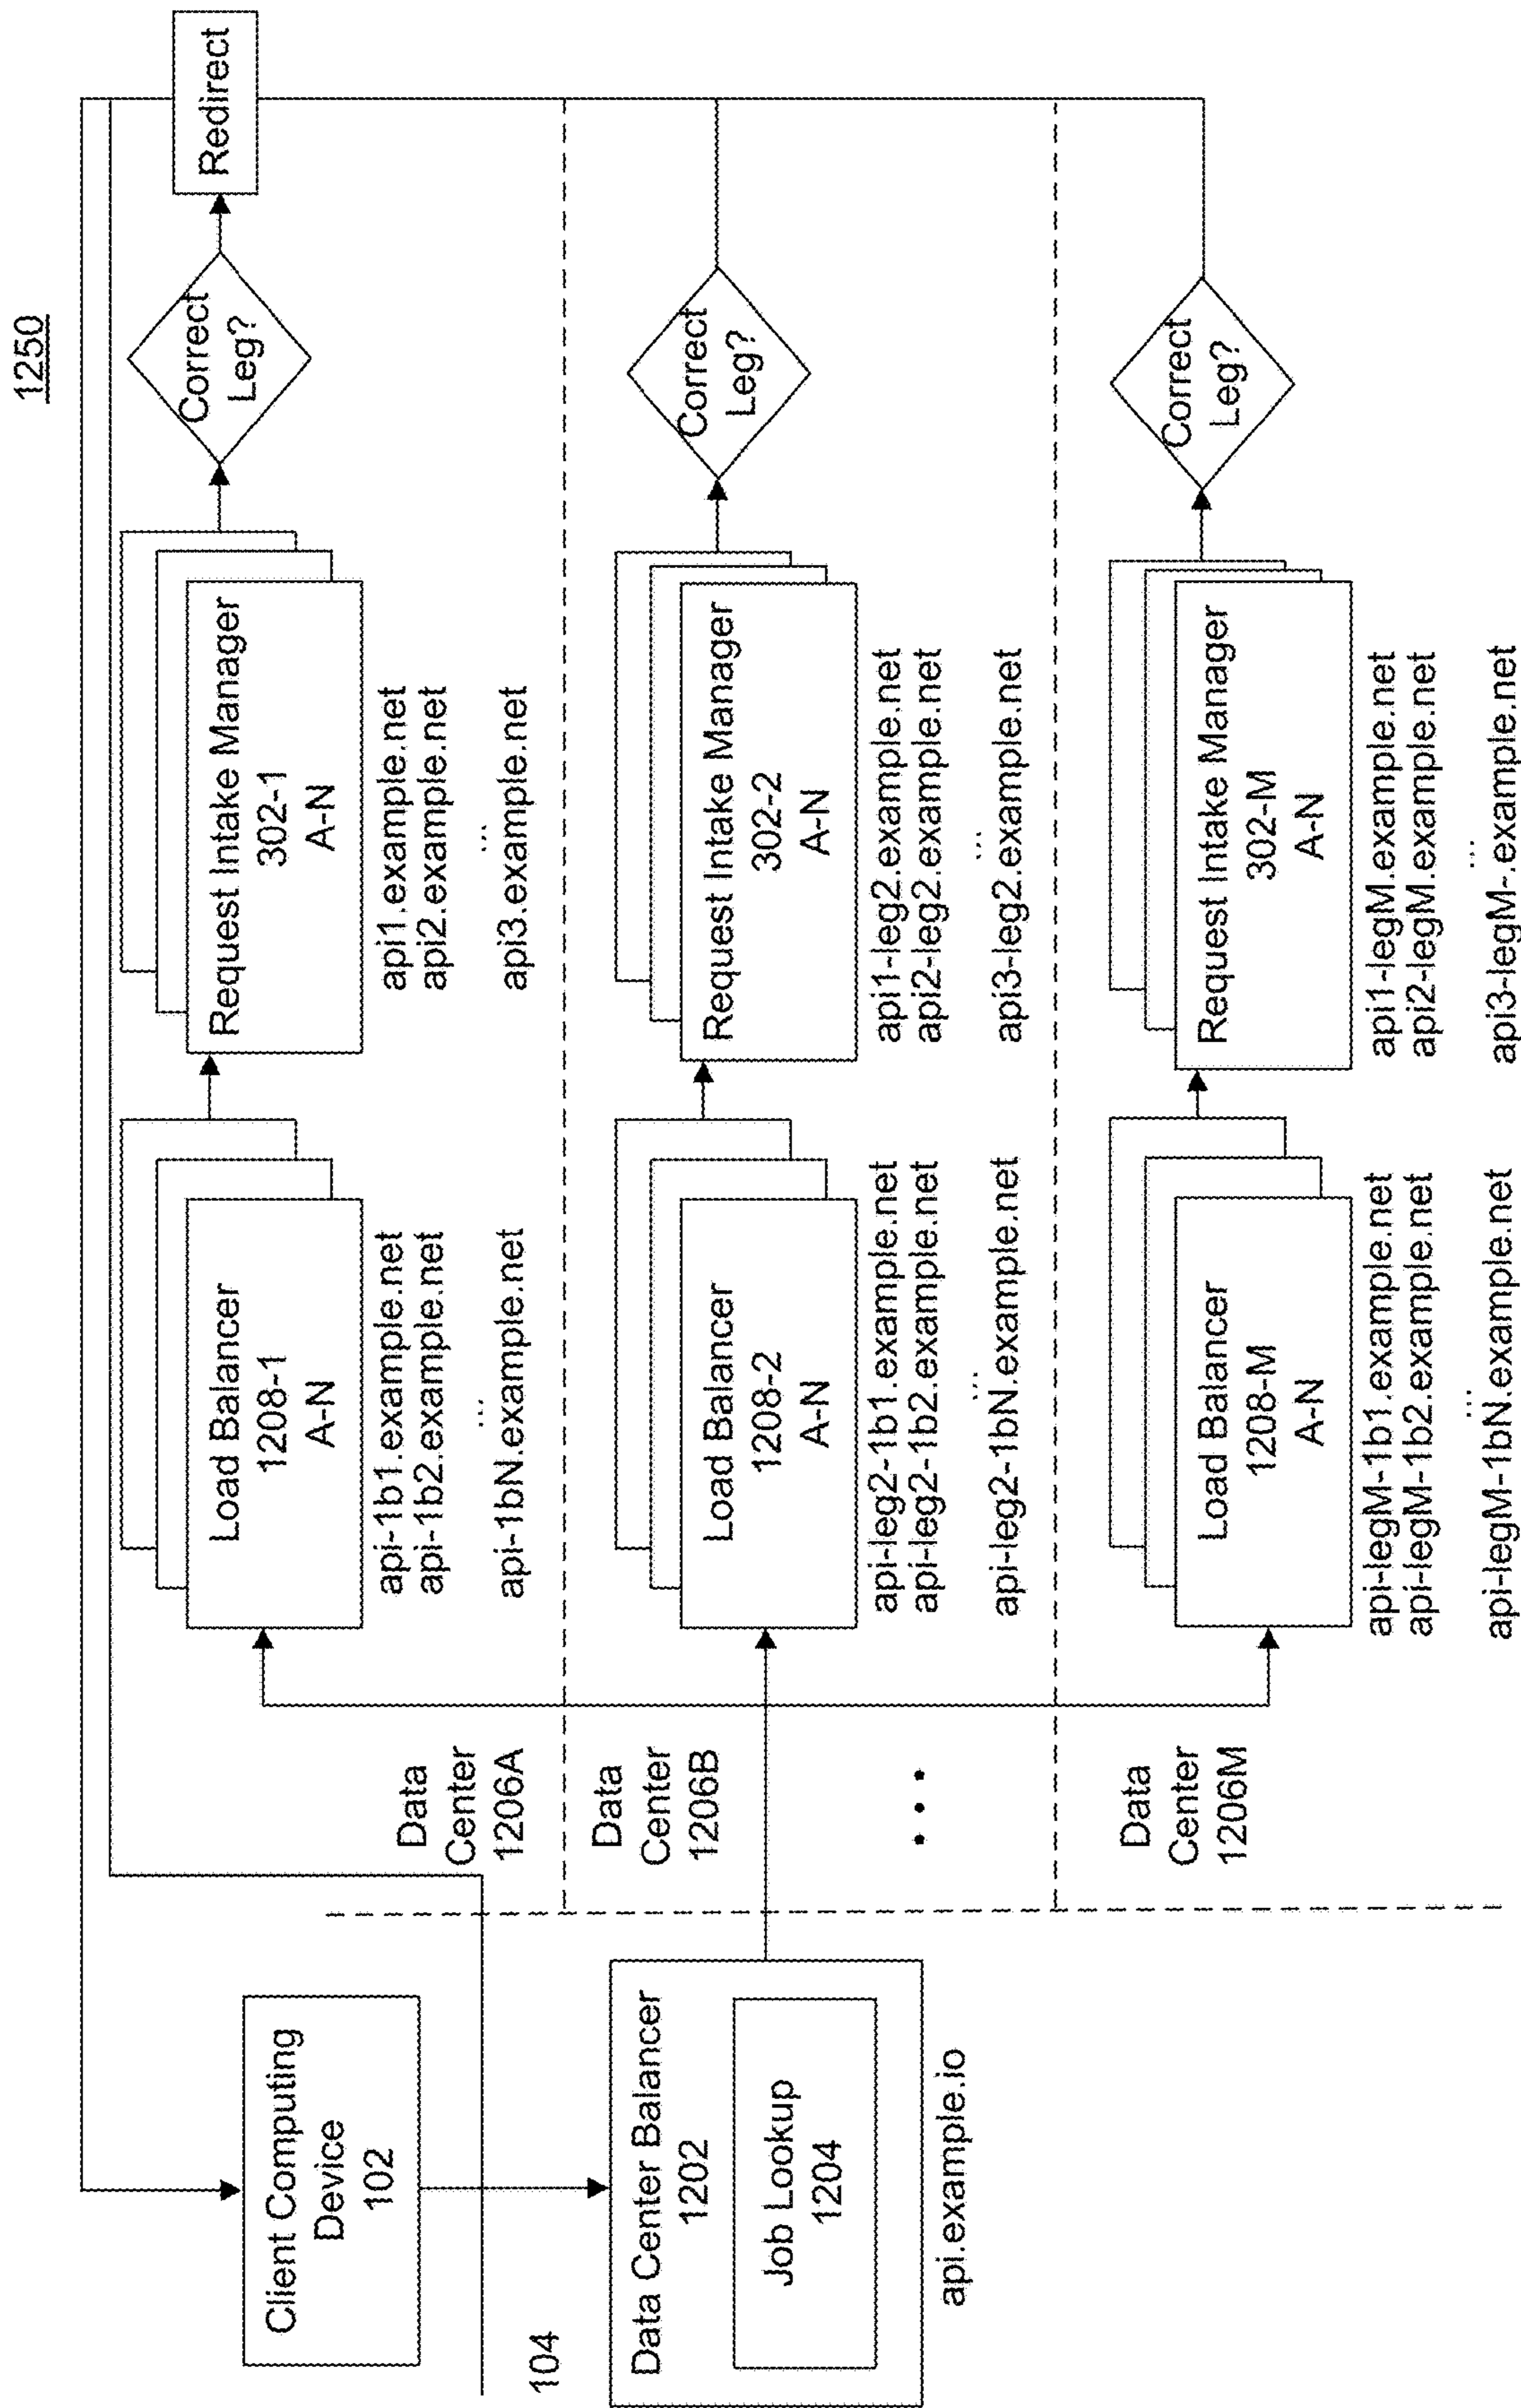 1250
Client Computing
Device
102
104
Data Center Balancer
1202
Job Lookup
1204
api.example.io
Data
Center
1206A
Load Balancer
1208-1
A-N
api-1b1.example.net
api-1b2.example.net
...
api-1bN.example.net
Request Intake Manager
302-1
A-N
api1.example.net
api2.example.net
...
api3.example.net
Correct
Leg?
Redirect
Data
Center
1206B
Load Balancer
1208-2
A-N
api-leg2-1b1.example.net
api-leg2-1b2.example.net
...
api-leg2-1bN.example.net
Request Intake Manager
302-2
A-N
api1-leg2.example.net
api2-leg2.example.net
...
api3-leg2.example.net
Correct
Leg?
...
Data
Center
1206M
Load Balancer
1208-M
A-N
api-legM-1b1.example.net
api-legM-1b2.example.net
...
api-legM-1bN.example.net
Request Intake Manager
302-M
A-N
api1-legM.example.net
api2-legM.example.net
...
api3-legM-.example.net
Correct
Leg?